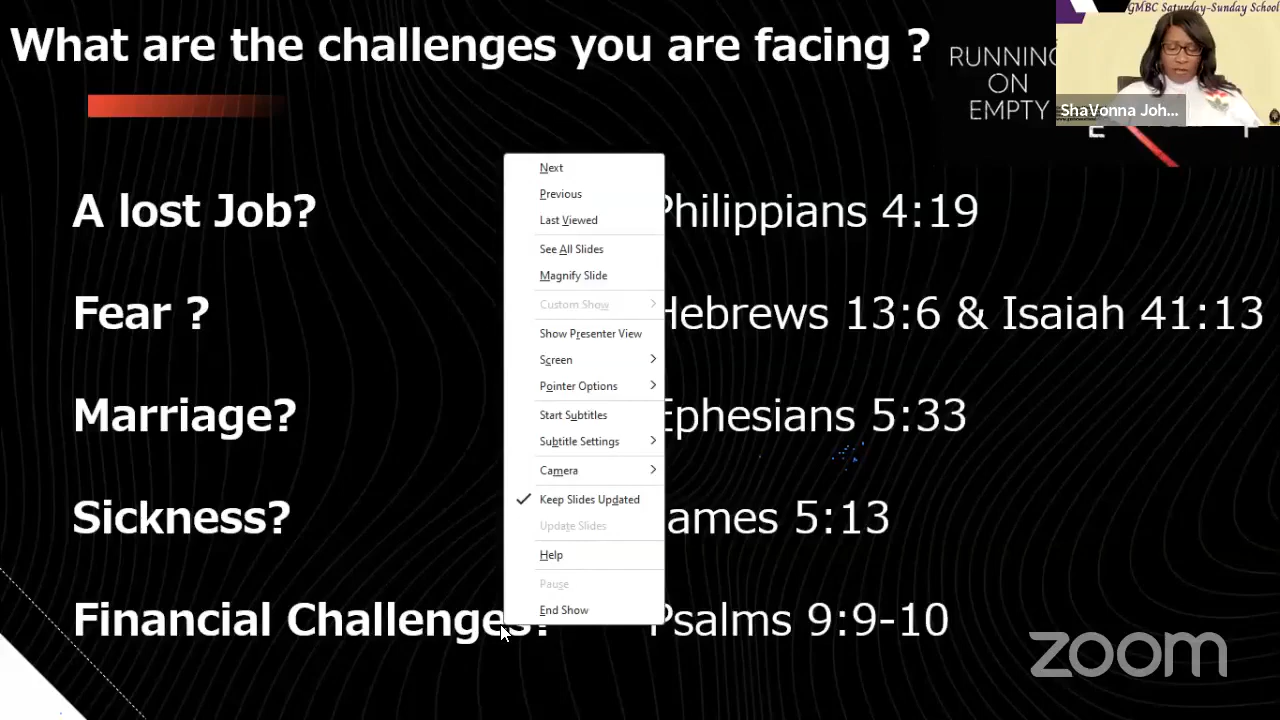 What are the challenges you are facing ?
RUNNING
ON
EMPTY
GMBC Saturday-Sunday School
ShaVonna Joh...
E
A lost Job?
Philippians 4:19
Fear ?
Hebrews 13:6 & Isaiah 41:13
Marriage?
Ephesians 5:33
Sickness?
ames 5:13
Financial Challenges?
Psalms 9:9-10
Next
Previous
Last Viewed
See All Slides
Magnify Slide
Custom Show
Show Presenter View
Screen
Pointer Options
Start Subtitles
Subtitle Settings
Camera
Keep Slides Updated
Update Slides
Help
Pause
End Show
zoom